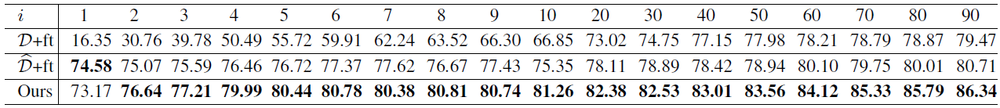 i 1 2 3 4 5 6 7 8 9 10 20 30 40 50 60 70 80 90
𝒟+ft 16.35 30.76 39.78 50.49 55.72 59.91 62.24 63.52 66.30 66.85 73.02 74.75 77.15 77.98 78.21 78.79 78.87 79.47
𝒟̂+ft 74.58 75.07 75.59 76.46 76.72 77.37 77.62 76.67 77.43 75.35 78.11 78.89 78.42 78.94 80.10 79.75 80.01 80.71
Ours 73.17 76.64 77.21 79.99 80.44 80.78 80.38 80.81 80.74 81.26 82.38 82.53 83.01 83.56 84.12 85.33 85.79 86.34